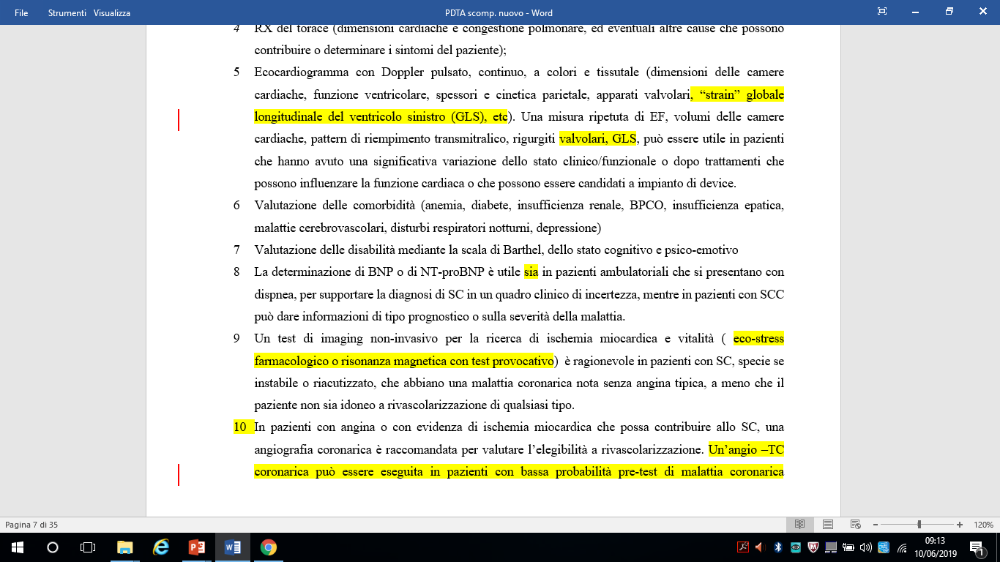 File Strumenti Visualizza PDTA scomp. nuovo - Word
4 RX del torace (dimensioni cardiache e congestione polmonare, ed eventuali altre cause che possono
contribuire o determinare i sintomi del paziente);
5 Ecocardiogramma con Doppler pulsato, continuo, a colori e tissutale (dimensioni delle camere
cardiache, funzione ventricolare, spessori e cinetica parietale, apparati valvolari, “strain” globale
longitudinale del ventricolo sinistro (GLS), etc). Una misura ripetuta di EF, volumi delle camere
cardiache, pattern di riempimento transmitralico, rigurgiti valvolari, GLS, può essere utile in pazienti
che hanno avuto una significativa variazione dello stato clinico/funzionale o dopo trattamenti che
possono influenzare la funzione cardiaca o che possono essere candidati a impianto di device.
6 Valutazione delle comorbidità (anemia, diabete, insufficienza renale, BPCO, insufficienza epatica,
malattie cerebrovascolari, disturbi respiratori notturni, depressione)
7 Valutazione delle disabilità mediante la scala di Barthel, dello stato cognitivo e psico-emotivo
8 La determinazione di BNP o di NT-proBNP è utile sia in pazienti ambulatoriali che si presentano con
dispnea, per supportare la diagnosi di SC in un quadro clinico di incertezza, mentre in pazienti con SCC
può dare informazioni di tipo prognostico o sulla severità della malattia.
9 Un test di imaging non-invasivo per la ricerca di ischemia miocardica e vitalità ( eco-stress
farmacologico o risonanza magnetica con test provocativo) è ragionevole in pazienti con SC, specie se
instabile o riacutizzato, che abbiano una malattia coronarica nota senza angina tipica, a meno che il
paziente non sia idoneo a rivascolarizzazione di qualsiasi tipo.
10 In pazienti con angina o con evidenza di ischemia miocardica che possa contribuire allo SC, una
angiografia coronarica è raccomandata per valutare l’elegibilità a rivascolarizzazione. Un’angio –TC
coronarica può essere eseguita in pazienti con bassa probabilità pre-test di malattia coronarica
Pagina 7 di 35 120%
09:13
10/06/2019
1